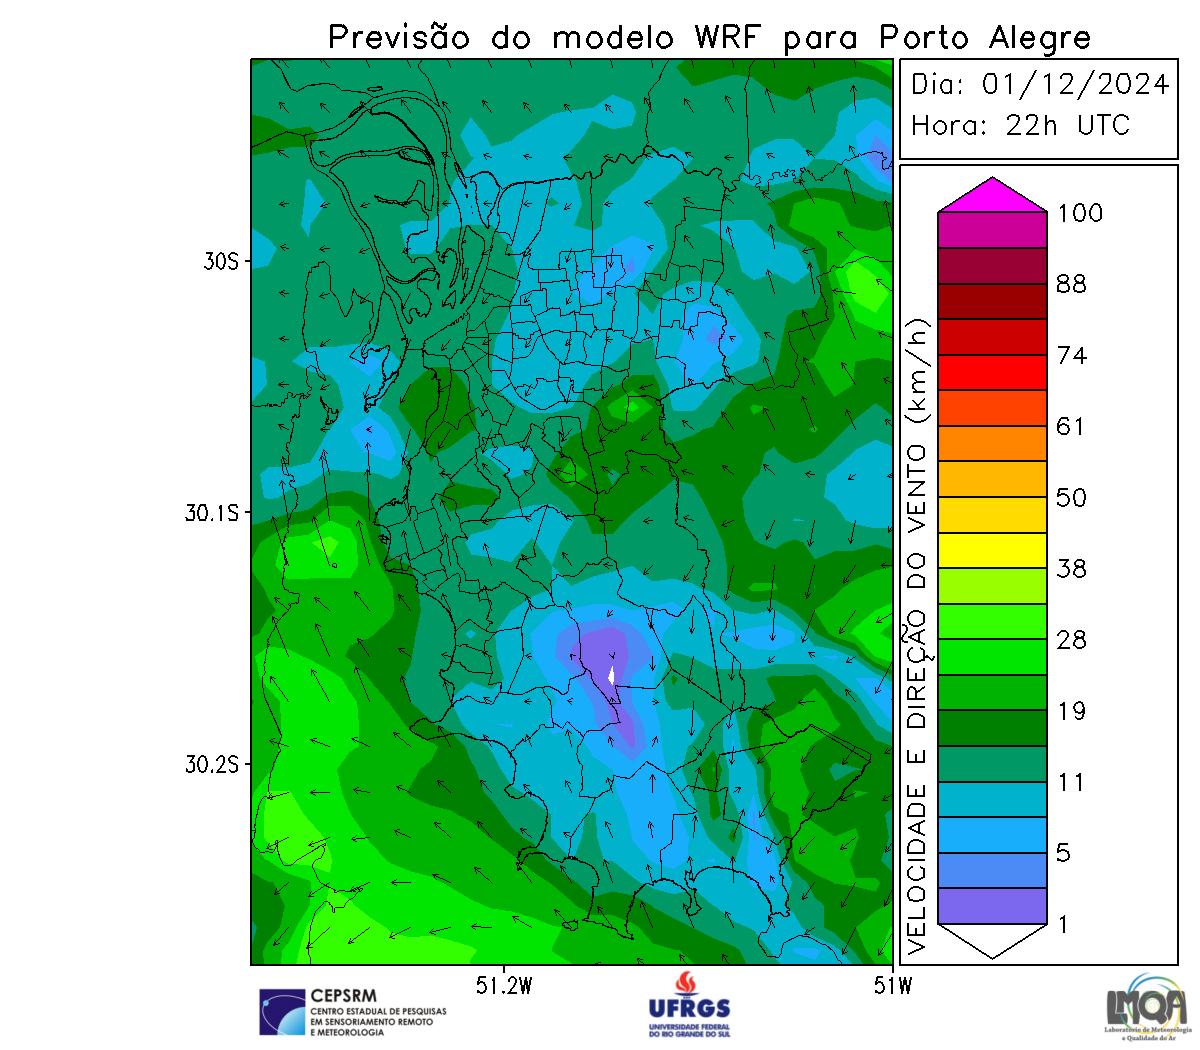 Previsão do modelo WRF para Porto Alegre
Dia: 01/12/2024
Hora: 22h UTC
100
88
74
61
50
38
28
19
11
5
1
VELOCIDADE E DIREÇÃO DO VENTO (km/h)
30S
30.1S
30.2S
51.2W
51W
CEPSRM
CENTRO ESTADUAL DE PESQUISAS
EM SENSORIAMENTO REMOTO
E METEOROLOGIA
UFRGS
UNIVERSIDADE FEDERAL
DO RIO GRANDE DO SUL
LMQA
Laboratório de Meteorologia
e Qualidade do Ar